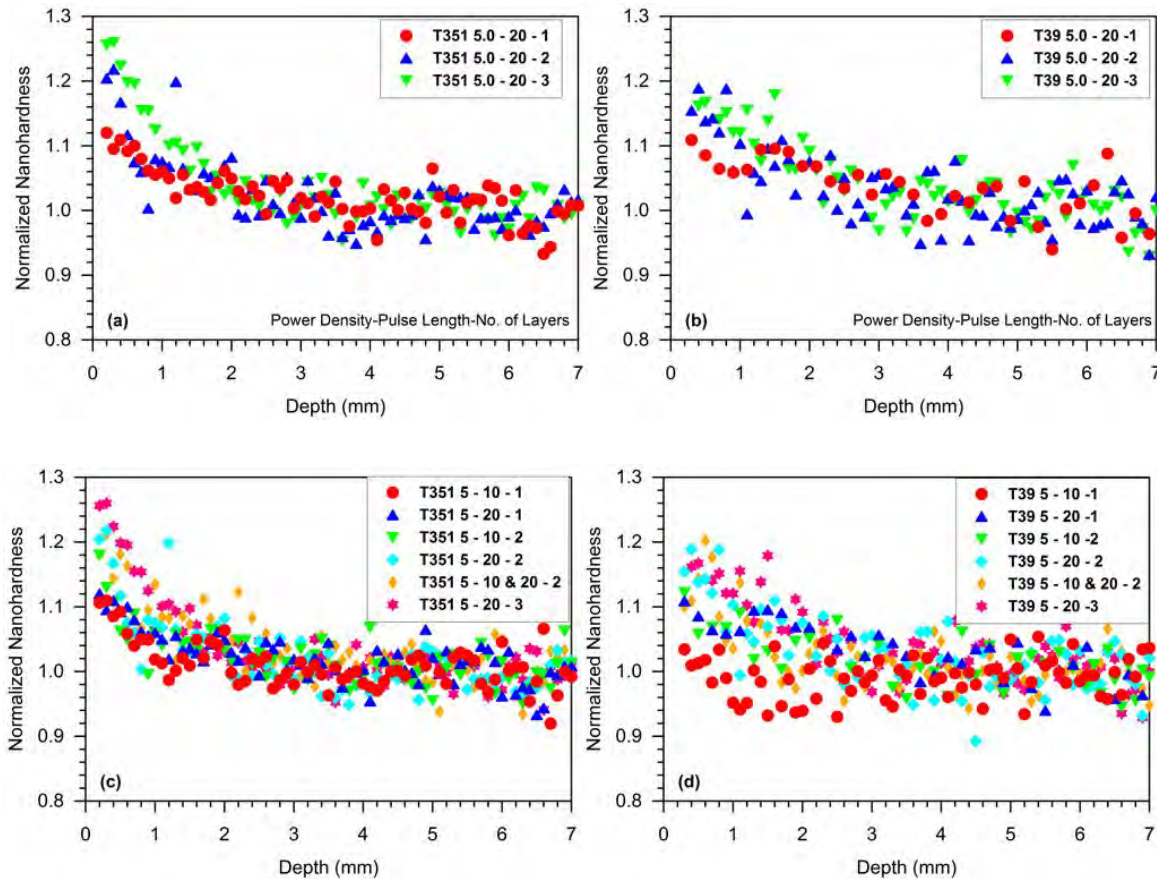 1.3
1.2
1.1
1.0
0.9
0.8
Normalized Nanohardness
T351 5.0 - 20 - 1
T351 5.0 - 20 - 2
T351 5.0 - 20 - 3
(a)
Power Density-Pulse Length-No. of Layers
0 1 2 3 4 5 6 7
Depth (mm)
1.3
1.2
1.1
1.0
0.9
0.8
Normalized Nanohardness
T39 5.0 - 20 -1
T39 5.0 - 20 -2
T39 5.0 - 20 -3
(b)
Power Density-Pulse Length-No. of Layers
0 1 2 3 4 5 6 7
Depth (mm)
1.3
1.2
1.1
1.0
0.9
0.8
Normalized Nanohardness
T351 5 - 10 - 1
T351 5 - 20 - 1
T351 5 - 10 - 2
T351 5 - 20 - 2
T351 5 - 10 & 20 - 2
T351 5 - 20 - 3
(c)
0 1 2 3 4 5 6 7
Depth (mm)
1.3
1.2
1.1
1.0
0.9
0.8
Normalized Nanohardness
T39 5 - 10 -1
T39 5 - 20 -1
T39 5 - 10 -2
T39 5 - 20 - 2
T39 5 - 10 & 20 - 2
T39 5 - 20 -3
(d)
0 1 2 3 4 5 6 7
Depth (mm)